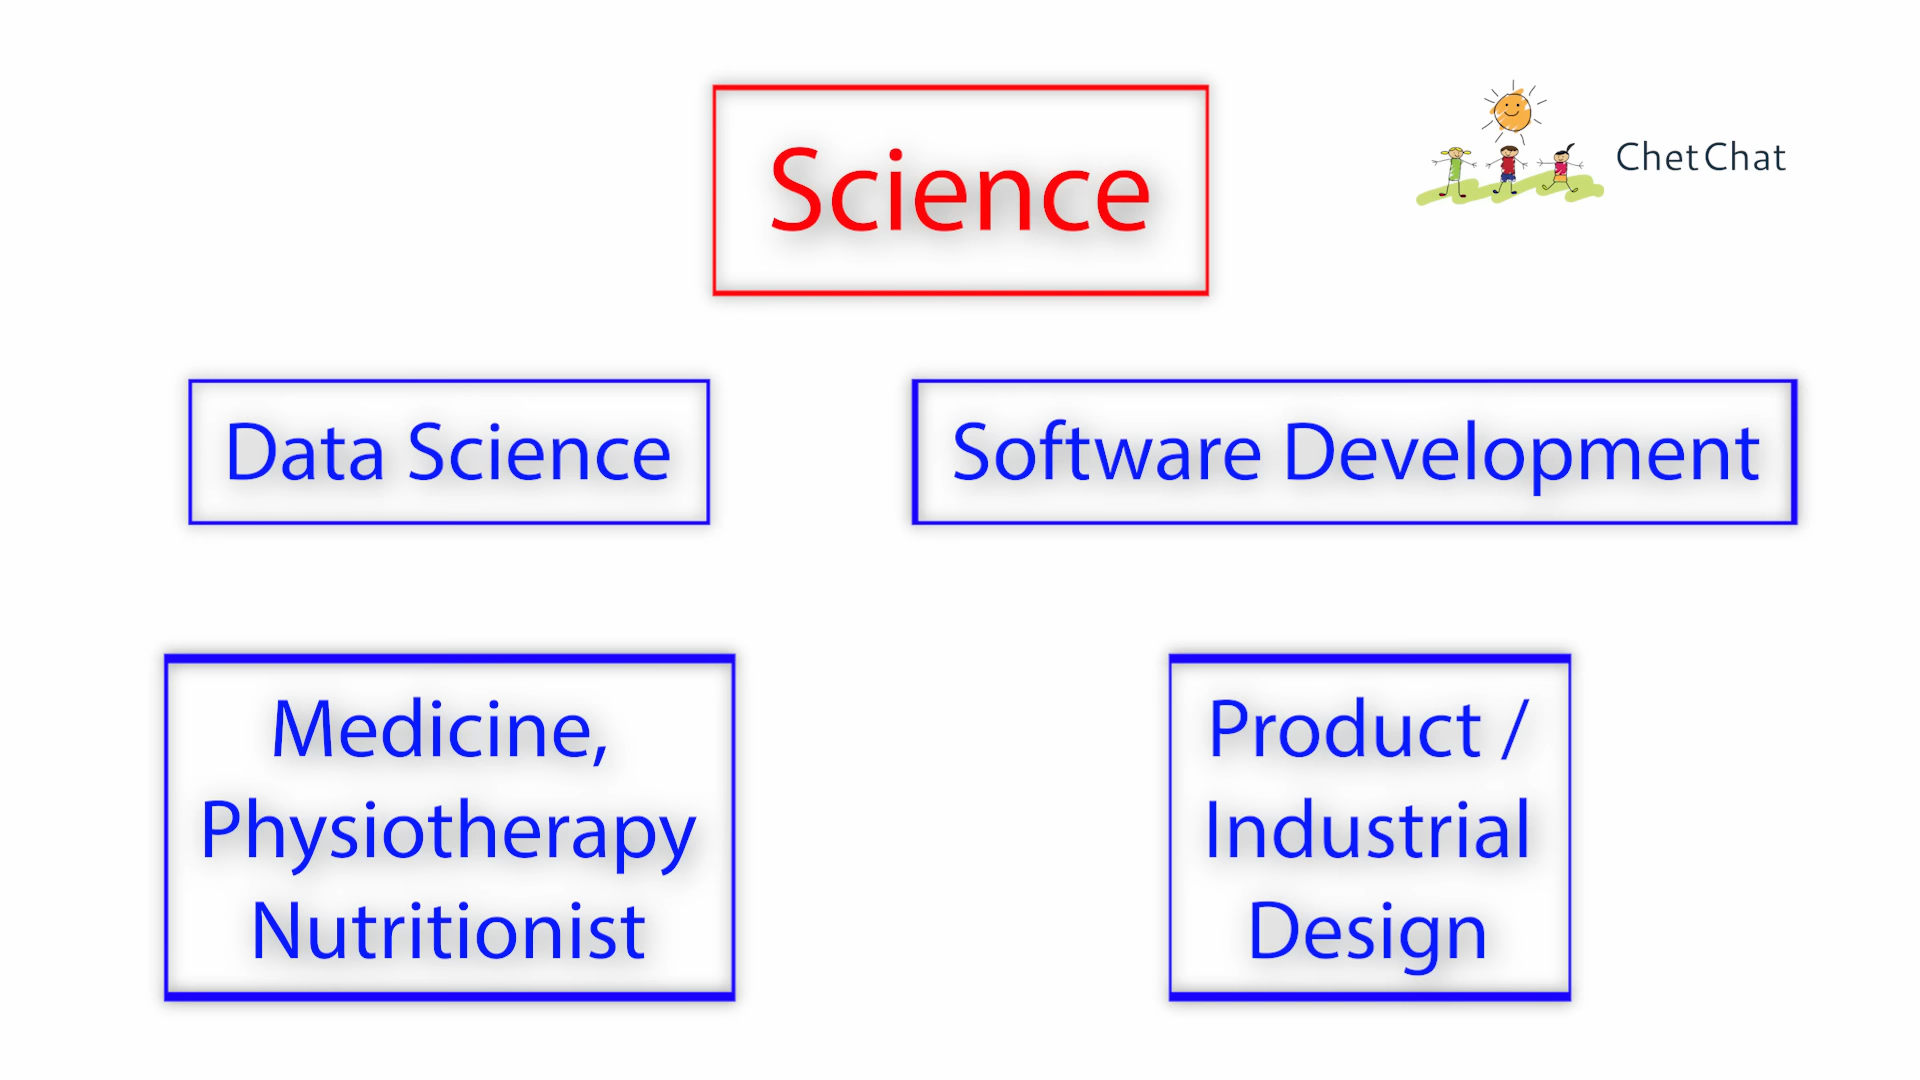 Science
ChetChat
Data Science
Software Development
Medicine,
Physiotherapy
Nutritionist
Product /
Industrial
Design